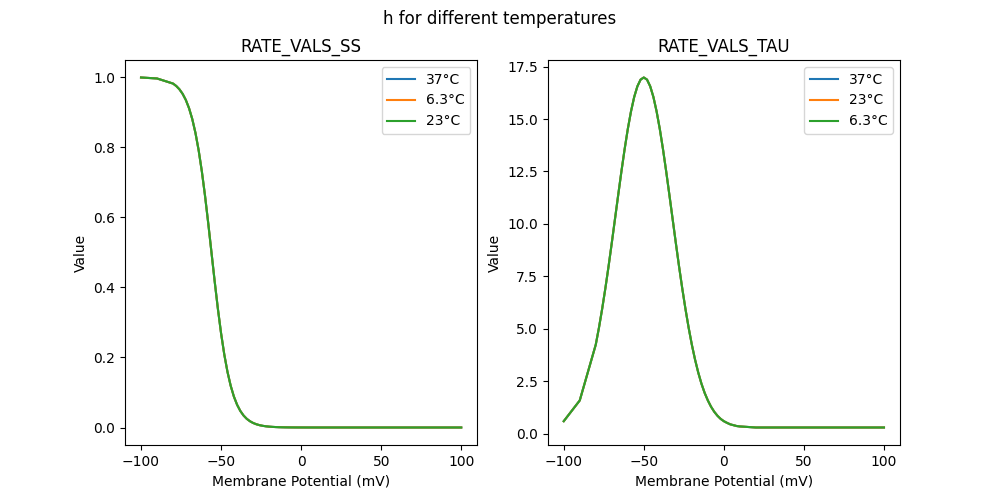 h for different temperatures
RATE_VALS_SS
1.0
0.8
0.6
0.4
0.2
0.0
Value
−100
−50
0
50
100
Membrane Potential (mV)
37°C
6.3°C
23°C
RATE_VALS_TAU
17.5
15.0
12.5
10.0
7.5
5.0
2.5
0.0
Value
−100
−50
0
50
100
Membrane Potential (mV)
37°C
23°C
6.3°C